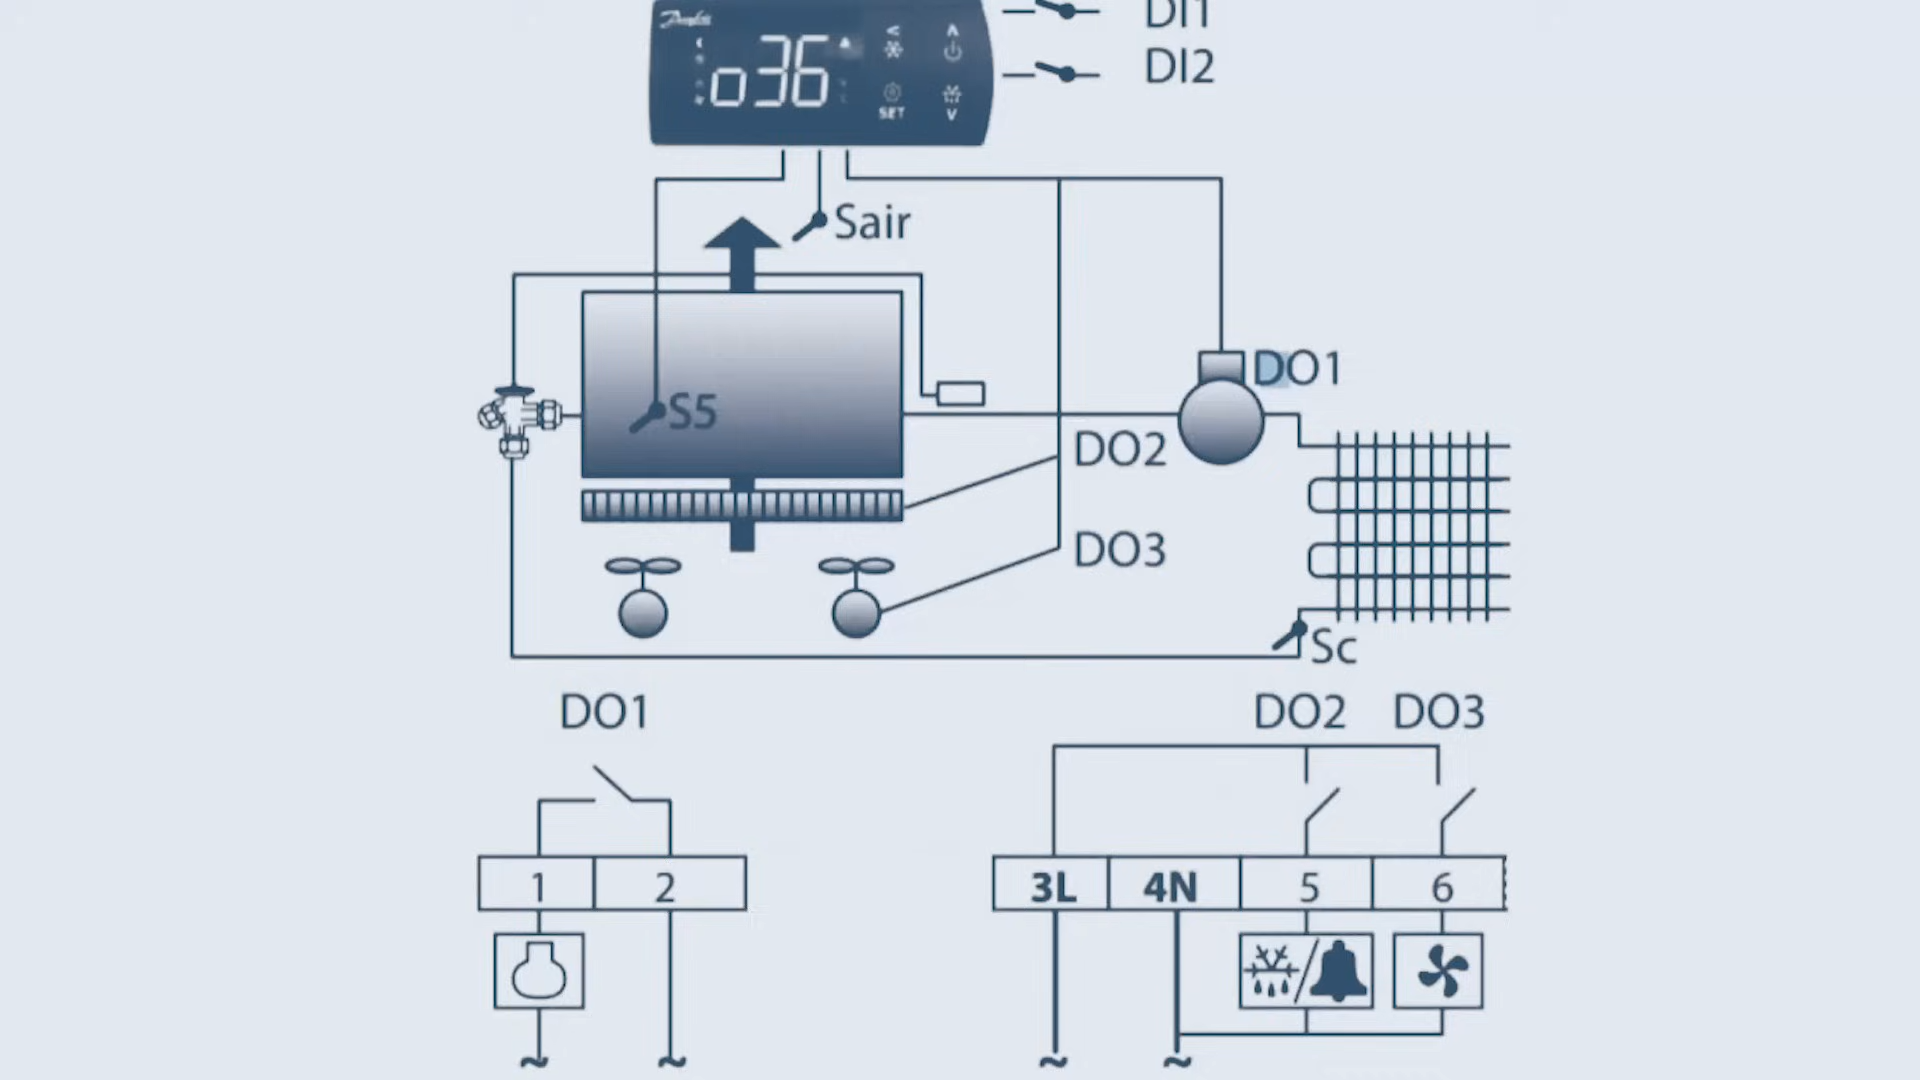 DI1
Danfoss
o36
SET
DI2
Sair
DO1
S5
DO2
DO3
Sc
DO1
DO2 DO3
1 2
3L 4N 5 6
~ ~ ~ ~